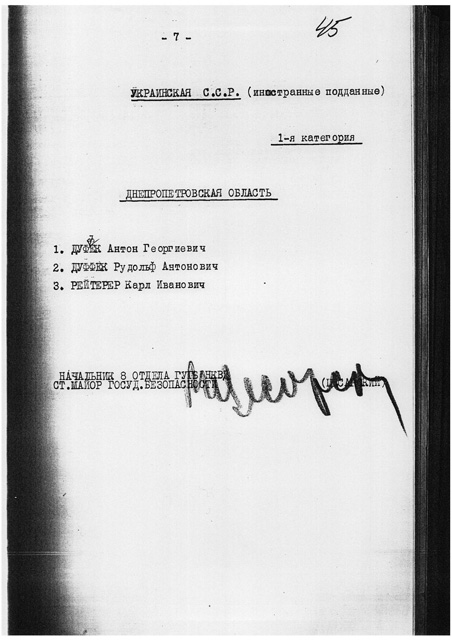 45
- 7 -
УКРАИНСКАЯ С.С.Р. (иностранные подданные)
1-я категория
ДНЕПРОПЕТРОВСКАЯ ОБЛАСТЬ
1. ДУФЕК Антон Георгиевич
2. ДУФФЕК Рудольф Антонович
3. РЕЙТЕРЕР Карл Иванович
НАЧАЛЬНИК 8 ОТДЕЛА ГУГБ НКВД
СТ.МАЙОР ГОСУД.БЕЗОПАСНОСТИ (ЦЕСАРСКИЙ)